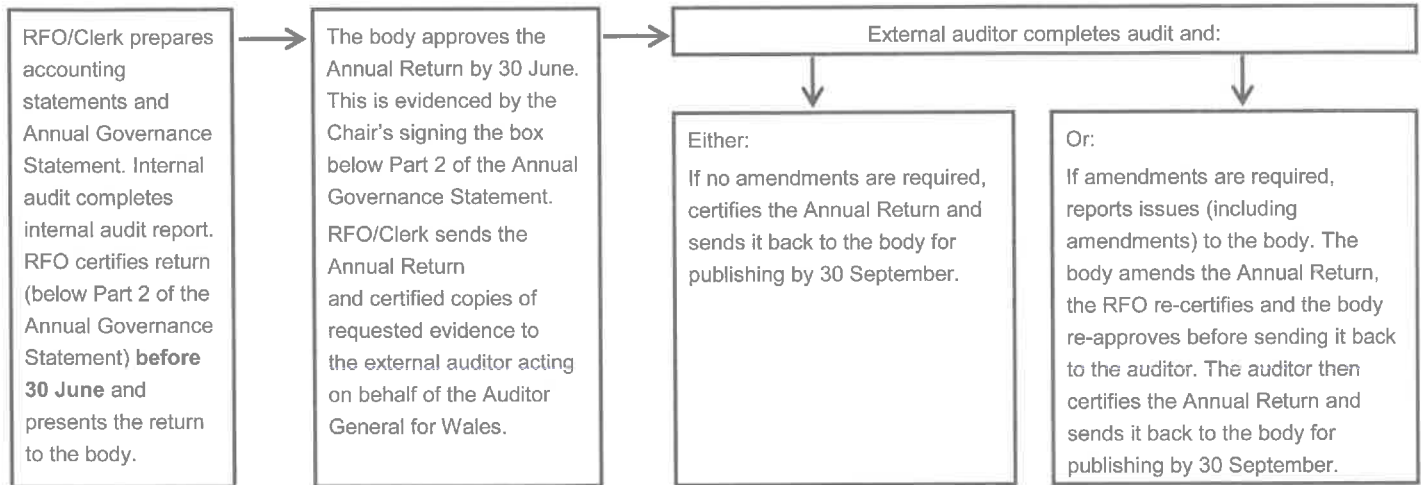 RFO/Clerk prepares
accounting
statements and
Annual Governance
Statement. Internal
audit completes
internal audit report.
RFO certifies return
(below Part 2 of the
Annual Governance
Statement) before
30 June and
presents the return
to the body.
The body approves the
Annual Return by 30 June.
This is evidenced by the
Chair's signing the box
below Part 2 of the Annual
Governance Statement.
RFO/Clerk sends the
Annual Return
and certified copies of
requested evidence to
the external auditor acting
on behalf of the Auditor
General for Wales.
External auditor completes audit and:
Either:
If no amendments are required,
certifies the Annual Return and
sends it back to the body for
publishing by 30 September.
Or:
If amendments are required,
reports issues (including
amendments) to the body. The
body amends the Annual Return,
the RFO re-certifies and the body
re-approves before sending it back
to the auditor. The auditor then
certifies the Annual Return and
sends it back to the body for
publishing by 30 September.